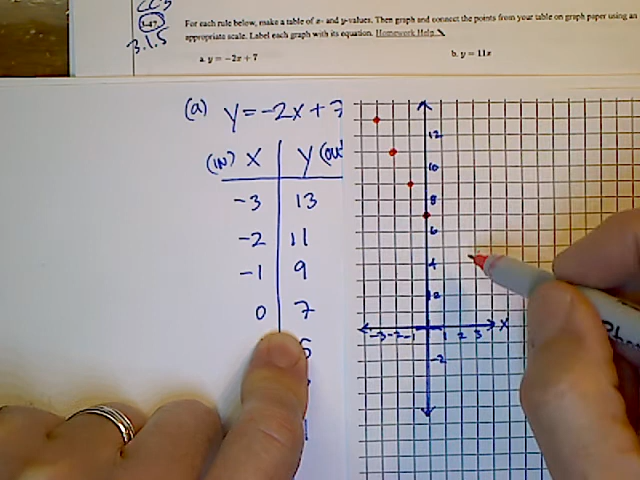 CC3
3-47
3.1.5
For each rule below, make a table of x- and y-values. Then graph and connect the points from your table on graph paper using an
appropriate scale. Label each graph with its equation. Homework Help
a. y = −2x + 7
b. y = 11x
(a) y = -2x + 7
(IN) X Y (OUT
-3 13
-2 11
-1 9
0 7
5
12
10
8
6
4
2
-3 -2 -1 1 2 3 X
-2